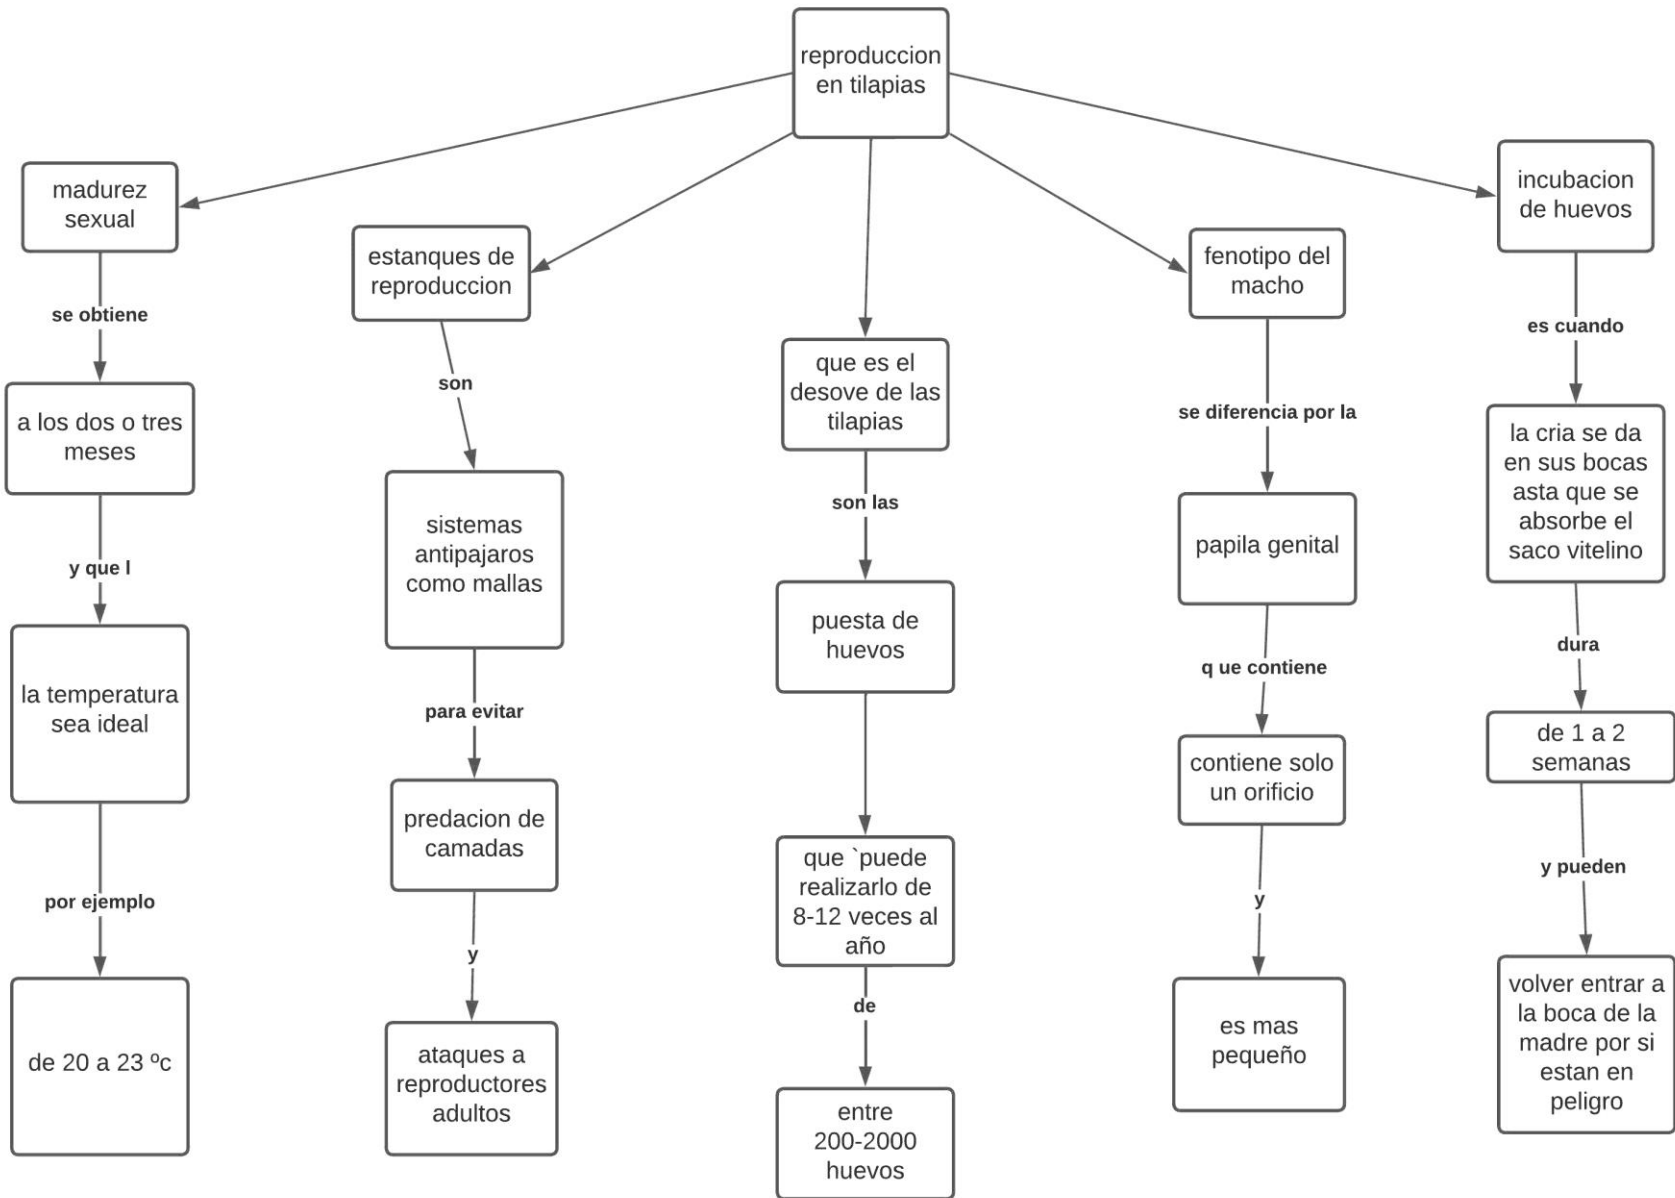 reproduccion
en tilapias
madurez
sexual
se obtiene
a los dos o tres
meses
y que l
la temperatura
sea ideal
por ejemplo
de 20 a 23 ºc
estanques de
reproduccion
son
sistemas
antipajaros
como mallas
para evitar
predacion de
camadas
y
ataques a
reproductores
adultos
que es el
desove de las
tilapias
son las
puesta de
huevos
que `puede
realizarlo de
8-12 veces al
año
de
entre
200-2000
huevos
fenotipo del
macho
se diferencia por la
papila genital
q ue contiene
contiene solo
un orificio
y
es mas
pequeño
incubacion
de huevos
es cuando
la cria se da
en sus bocas
asta que se
absorbe el
saco vitelino
dura
de 1 a 2
semanas
y pueden
volver entrar a
la boca de la
madre por si
estan en
peligro